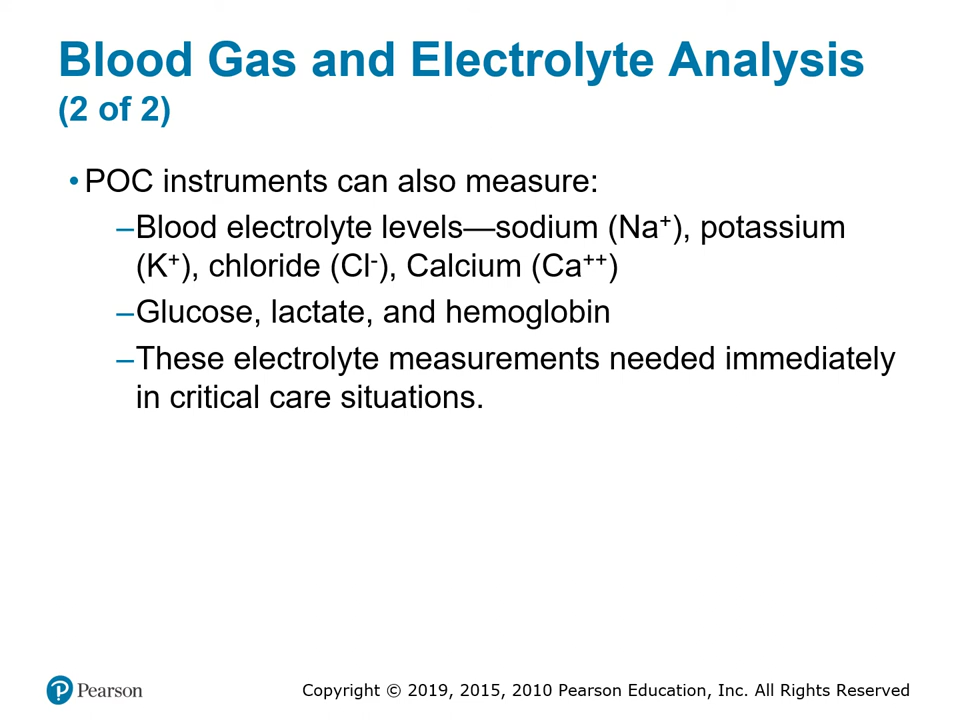 Blood Gas and Electrolyte Analysis
(2 of 2)
• POC instruments can also measure:
–Blood electrolyte levels—sodium (Na⁺), potassium
(K⁺), chloride (Cl⁻), Calcium (Ca⁺⁺)
–Glucose, lactate, and hemoglobin
–These electrolyte measurements needed immediately
in critical care situations.
Pearson
Copyright © 2019, 2015, 2010 Pearson Education, Inc. All Rights Reserved